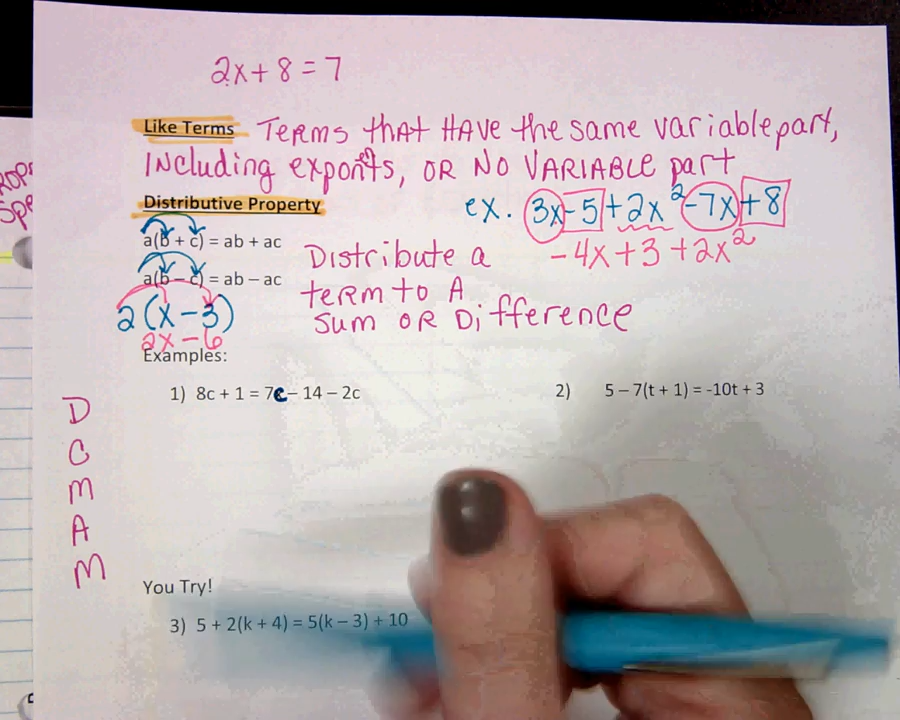 2x + 8 = 7
Like Terms Terms that have the same variable part,
including exponents, or no variable part
Distributive Property ex. 3x - 5 + 2x² - 7x + 8
a(b + c) = ab + ac Distribute a -4x + 3 + 2x²
a(b – c) = ab – ac term to a
2(x - 3) sum or difference
2x - 6
Examples:
1) 8c + 1 = 7c – 14 – 2c 2) 5 – 7(t + 1) = -10t + 3
D
C
M
A
M
You Try!
3) 5 + 2(k + 4) = 5(k – 3) + 10